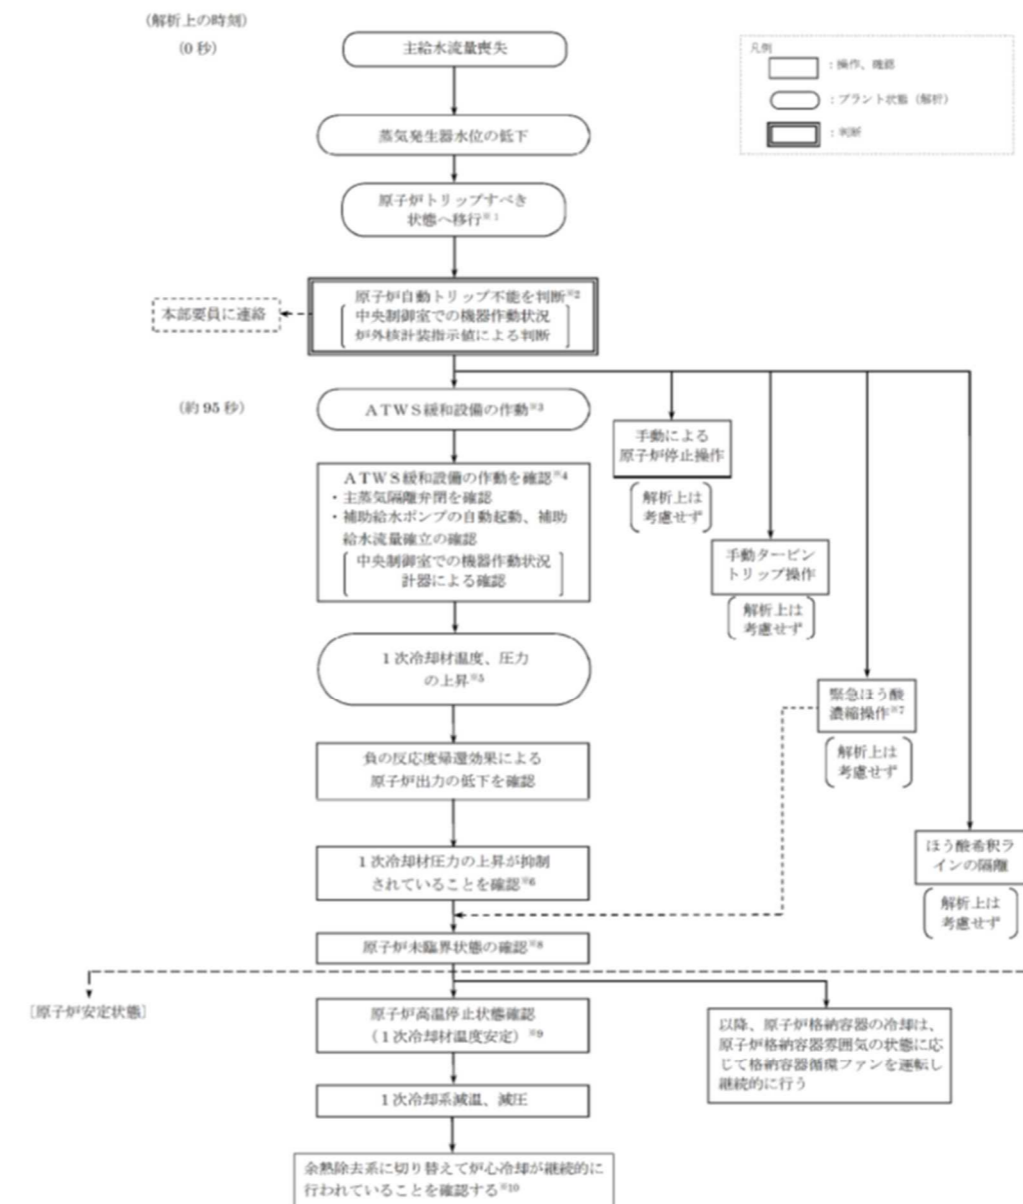 (解析上の時刻)
(0 秒)
主給水流量喪失
凡例
:操作、確認
:プラント状態(解析)
:判断
蒸気発生器水位の低下
原子炉トリップすべき
状態へ移行※1
原子炉自動トリップ不能を判断※2
中央制御室での機器作動状況
炉外核計装指示値による判断
本部要員に連絡
(約 95 秒)
ATWS緩和設備の作動※3
手動による
原子炉停止操作
解析上は
考慮せず
ATWS緩和設備の作動を確認※4
・主蒸気隔離弁閉を確認
・補助給水ポンプの自動起動、補助
給水流量確立の確認
中央制御室での機器作動状況
計器による確認
手動タービン
トリップ操作
解析上は
考慮せず
1次冷却材温度、圧力
の上昇※5
緊急ほう酸
濃縮操作※7
解析上は
考慮せず
負の反応度帰還効果による
原子炉出力の低下を確認
1次冷却材圧力の上昇が抑制
されていることを確認※6
ほう酸希釈ラ
インの隔離
解析上は
考慮せず
原子炉未臨界状態の確認※8
[原子炉安定状態]
原子炉高温停止状態確認
(1次冷却材温度安定)※9
以降、原子炉格納容器の冷却は、
原子炉格納容器雰囲気の状態に応
じて格納容器循環ファンを運転し
継続的に行う
1次冷却系減温、減圧
余熱除去系に切り替えて炉心冷却が継続的に
行われていることを確認する※10